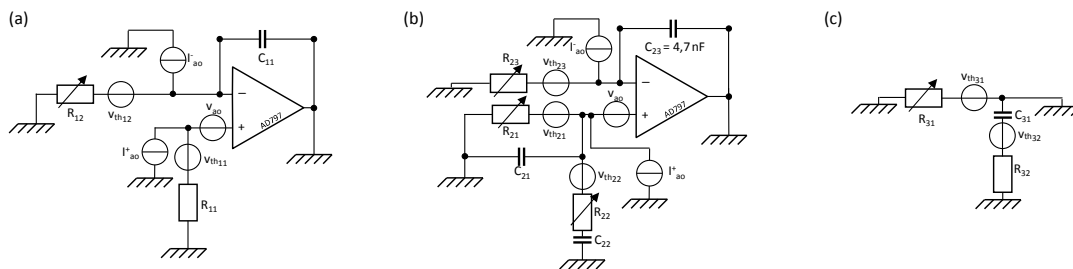 (a)
I⁻ao
C11
R12
vth12
vao
−
+
AD797
I⁺ao
vth11
R11
(b)
I⁻ao
C23 = 4,7 nF
R23
vth23
vao
−
+
AD797
R21
vth21
C21
vth22
I⁺ao
R22
C22
(c)
vth31
R31
C31
vth32
R32